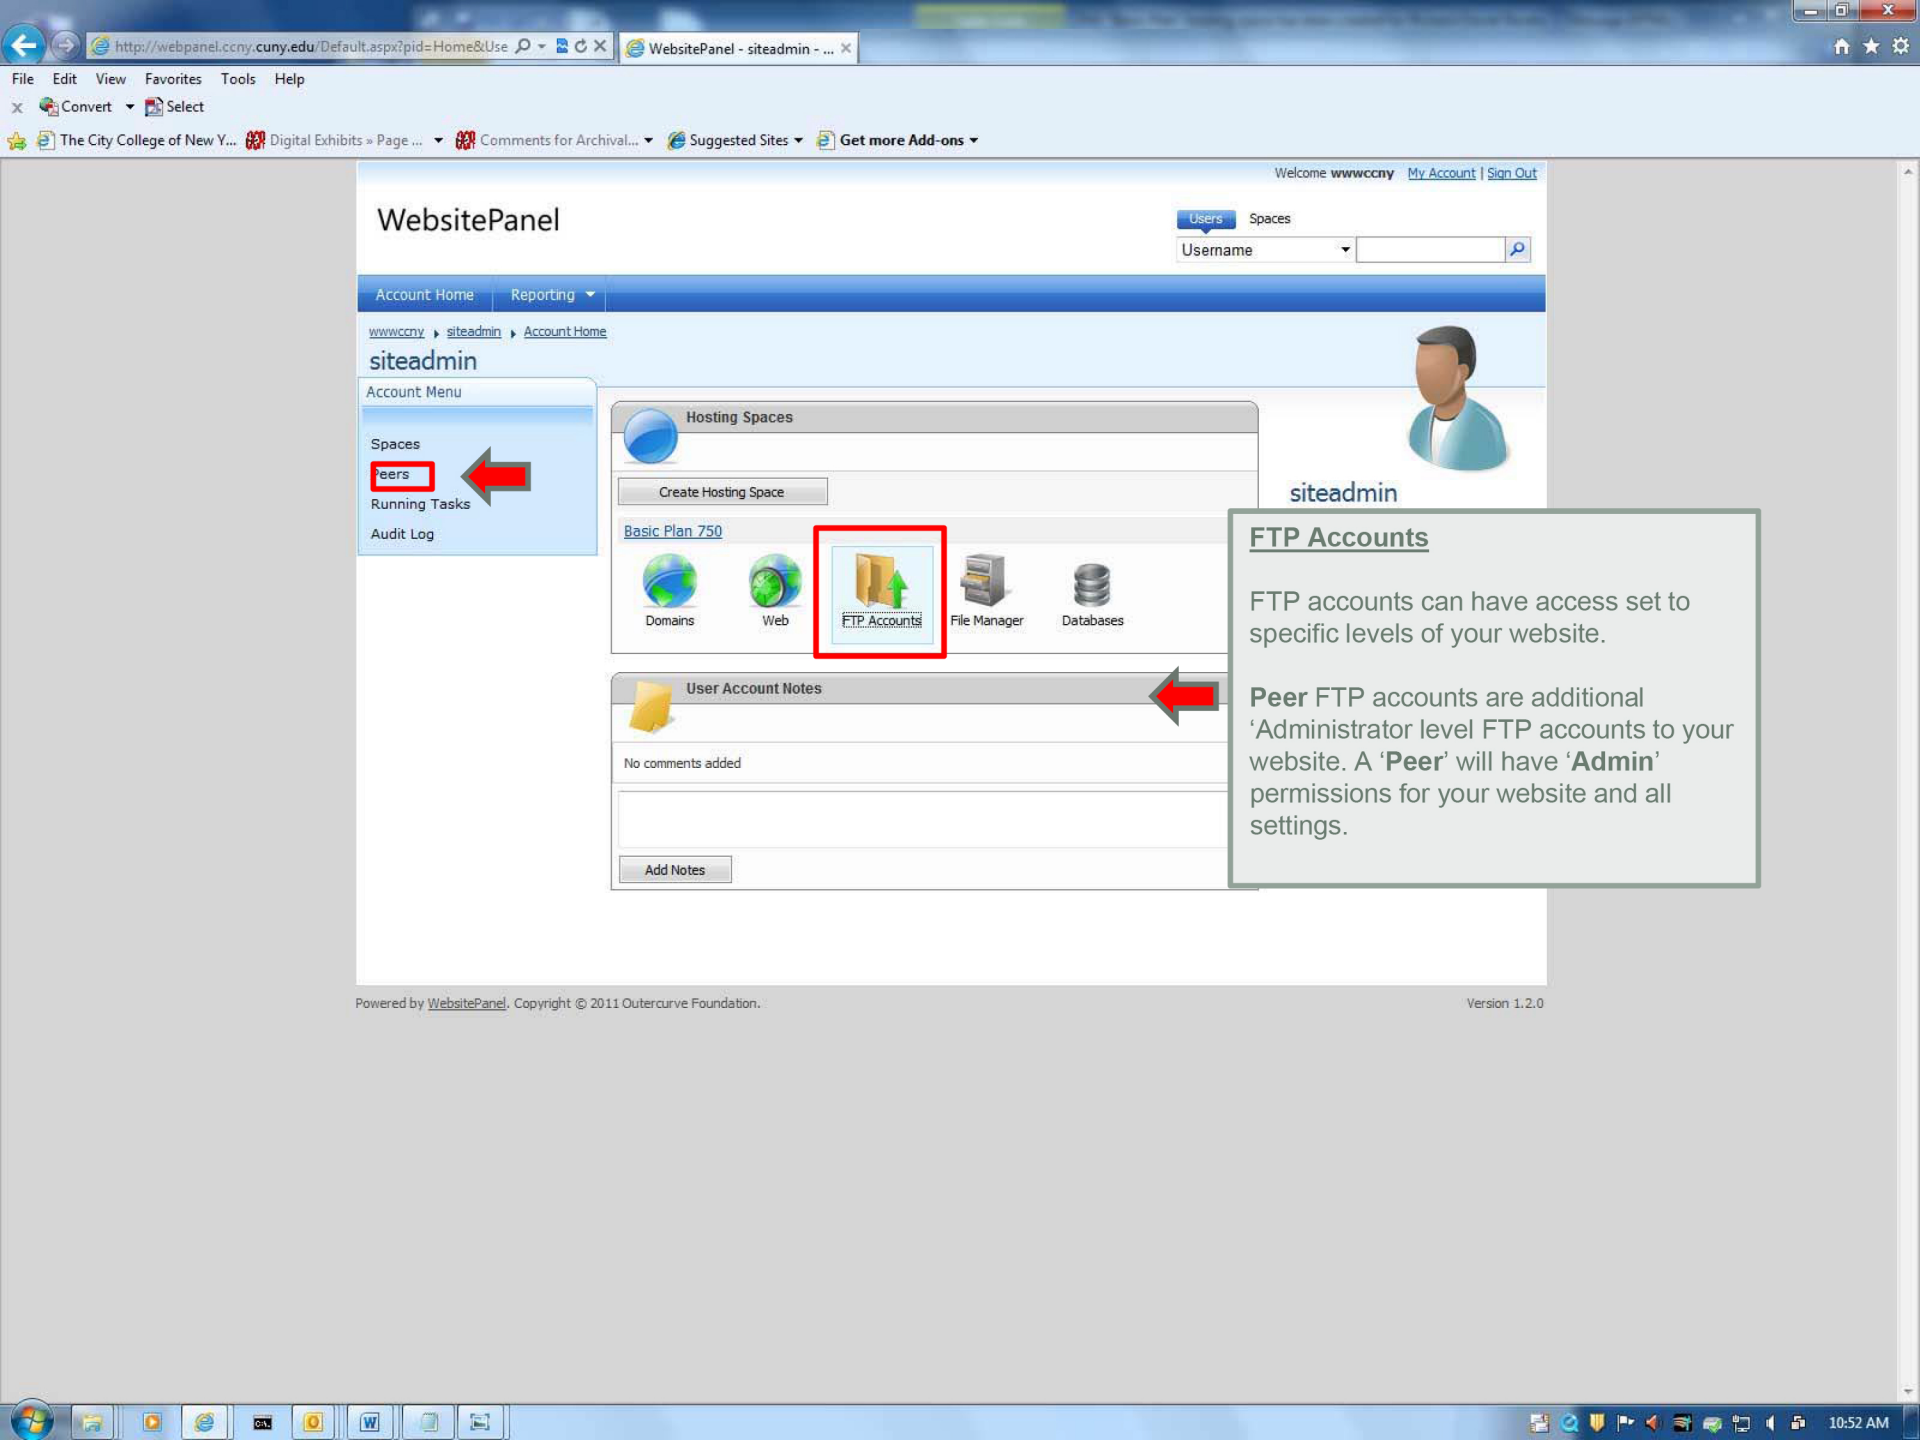 http://webpanel.ccny.cuny.edu/Default.aspx?pid=Home&Use
WebsitePanel - siteadmin - ...
File Edit View Favorites Tools Help
x Convert Select
The City College of New Y... Digital Exhibits » Page ... Comments for Archival... Suggested Sites Get more Add-ons
Welcome wwwccny My Account | Sign Out
WebsitePanel
Users Spaces
Username
Account Home Reporting
wwwccny siteadmin Account Home
siteadmin
Account Menu
Spaces
Peers
Running Tasks
Audit Log
Hosting Spaces
Create Hosting Space
Basic Plan 750
Domains Web FTP Accounts File Manager Databases
User Account Notes
No comments added
Add Notes
siteadmin
FTP Accounts
FTP accounts can have access set to
specific levels of your website.
Peer FTP accounts are additional
‘Administrator level FTP accounts to your
website. A ‘Peer’ will have ‘Admin’
permissions for your website and all
settings.
Powered by WebsitePanel. Copyright © 2011 Outercurve Foundation.
Version 1.2.0
10:52 AM